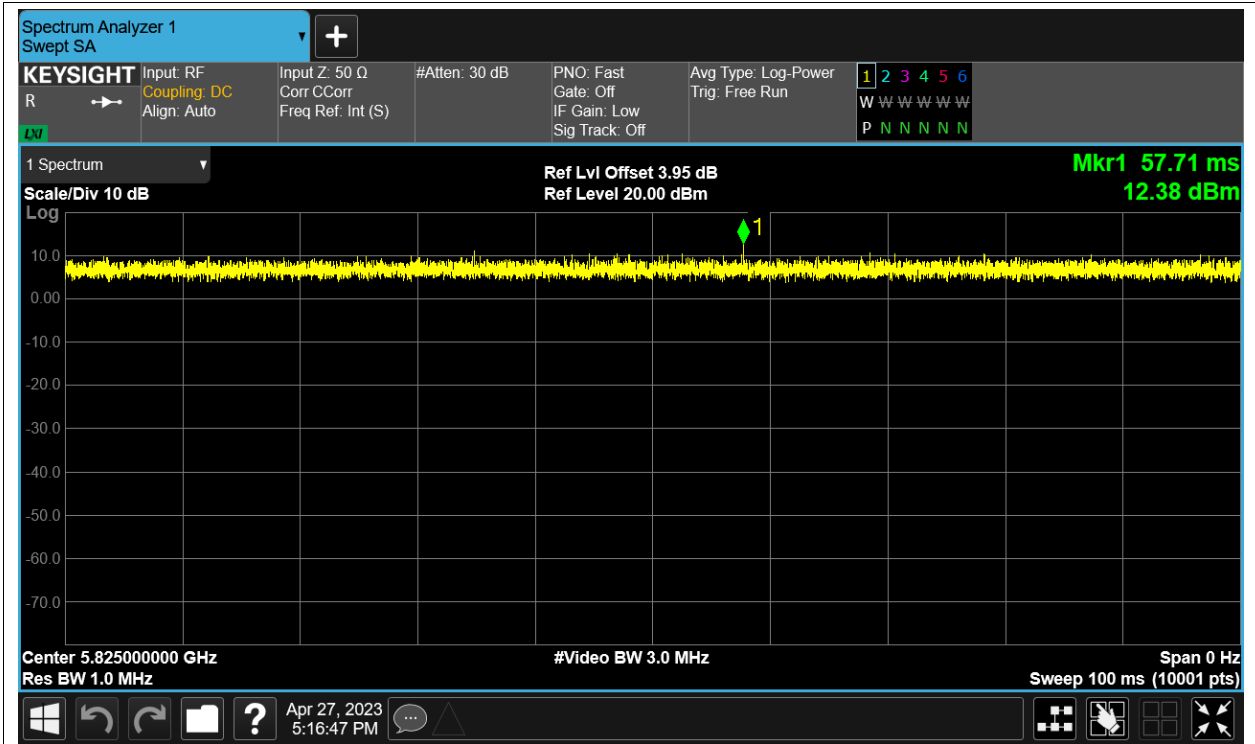 Spectrum Analyzer 1
Swept SA
KEYSIGHT
R
LXI
Input: RF
Coupling: DC
Align: Auto
Input Z: 50 Ω
Corr CCorr
Freq Ref: Int (S)
#Atten: 30 dB
PNO: Fast
Gate: Off
IF Gain: Low
Sig Track: Off
Avg Type: Log-Power
Trig: Free Run
1 2 3 4 5 6
W W W W W W
P N N N N N
1 Spectrum
Scale/Div 10 dB
Log
Ref Lvl Offset 3.95 dB
Ref Level 20.00 dBm
Mkr1 57.71 ms
12.38 dBm
1
10.0
0.00
-10.0
-20.0
-30.0
-40.0
-50.0
-60.0
-70.0
Center 5.825000000 GHz
#Video BW 3.0 MHz
Span 0 Hz
Res BW 1.0 MHz
Sweep 100 ms (10001 pts)
?
Apr 27, 2023
5:16:47 PM